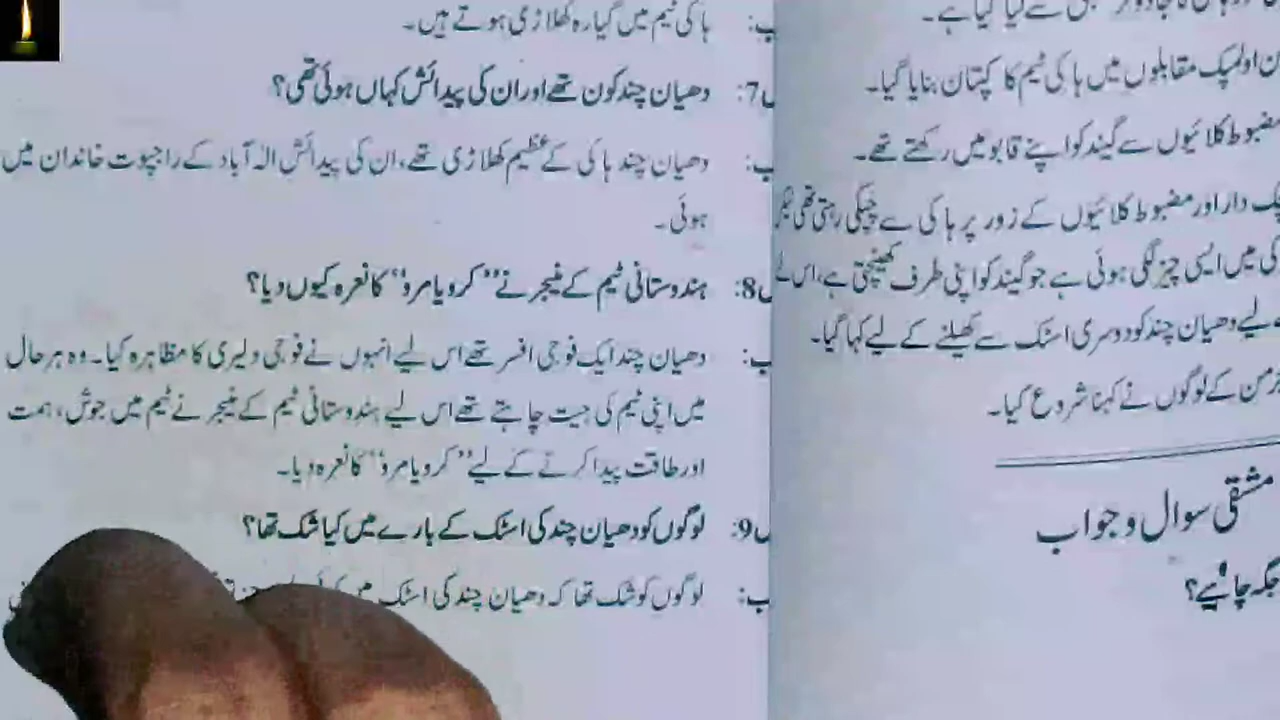 میں اولمپک مقابلوں میں ہاکی ٹیم کا کپتان بنایا گیا۔
مضبوط کلائیوں سے گیند کو اپنے قابو میں رکھتے تھے۔
دار اور مضبوط کلائیوں کے زور پر ہاکی سے چپکی رہتی تھی
میں ایسی چیز لگی ہوئی ہے جو گیند کو اپنی طرف کھینچتی ہے، اس
لیے دھیان چند کو دوسری اسٹک سے کھیلنے کے لیے کہا گیا۔
کے لوگوں نے کہنا شروع کیا۔
مشقی سوال و جواب
جگہ چاہیے؟
ہاکی ٹیم میں گیارہ کھلاڑی ہوتے ہیں۔
7: دھیان چند کون تھے اور ان کی پیدائش کہاں ہوئی تھی؟
دھیان چند ہاکی کے عظیم کھلاڑی تھے، ان کی پیدائش الٰہ آباد کے راجپوت خاندان میں
ہوئی۔
8: ہندوستانی ٹیم کے منیجر نے ”کرو یا مرو“ کا نعرہ کیوں دیا؟
دھیان چند ایک فوجی افسر تھے اس لیے انہوں نے فوجی دلیری کا مظاہرہ کیا۔ وہ ہر حال
میں اپنی ٹیم کی جیت چاہتے تھے اس لیے ہندوستانی ٹیم کے منیجر نے ٹیم میں جوش، ہمت
اور طاقت پیدا کرنے کے لیے ”کرو یا مرو“ کا نعرہ دیا۔
9: لوگوں کو دھیان چند کی اسٹک کے بارے میں کیا شک تھا؟
لوگوں کو شک تھا کہ دھیان چند کی اسٹک میں